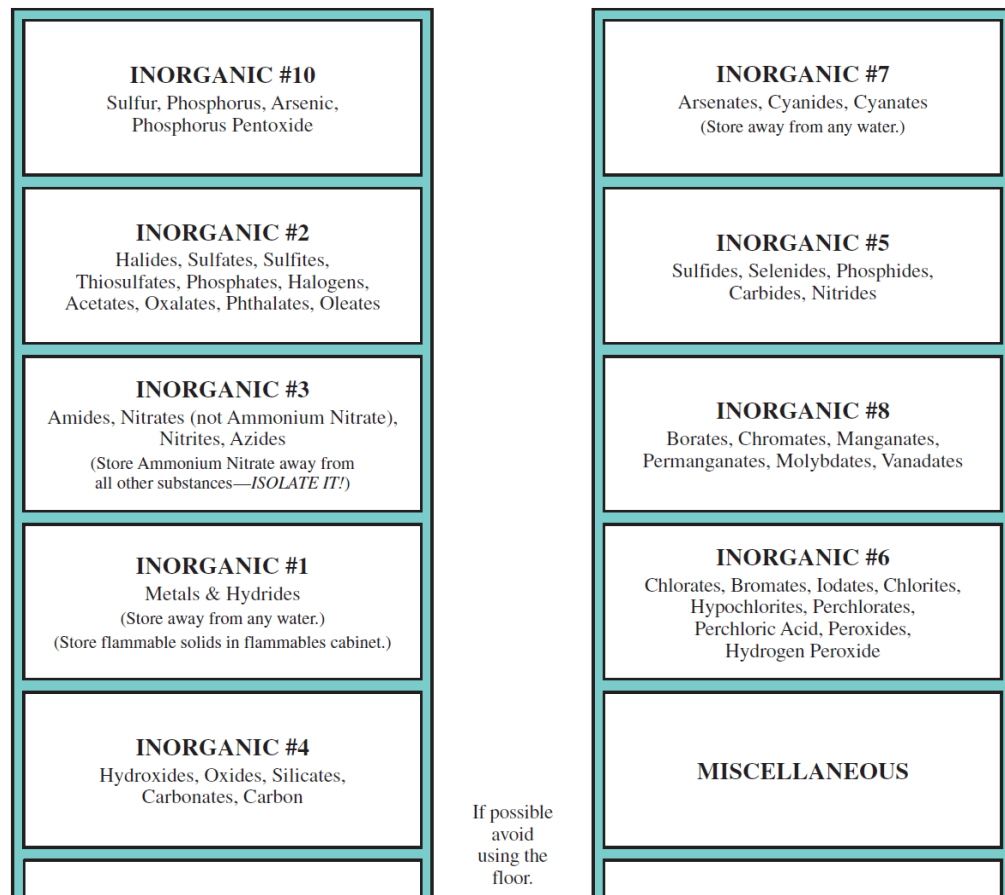 INORGANIC #10
Sulfur, Phosphorus, Arsenic,
Phosphorus Pentoxide
INORGANIC #2
Halides, Sulfates, Sulfites,
Thiosulfates, Phosphates, Halogens,
Acetates, Oxalates, Phthalates, Oleates
INORGANIC #3
Amides, Nitrates (not Ammonium Nitrate),
Nitrites, Azides
(Store Ammonium Nitrate away from
all other substances—ISOLATE IT!)
INORGANIC #1
Metals & Hydrides
(Store away from any water.)
(Store flammable solids in flammables cabinet.)
INORGANIC #4
Hydroxides, Oxides, Silicates,
Carbonates, Carbon
If possible
avoid
using the
floor.
INORGANIC #7
Arsenates, Cyanides, Cyanates
(Store away from any water.)
INORGANIC #5
Sulfides, Selenides, Phosphides,
Carbides, Nitrides
INORGANIC #8
Borates, Chromates, Manganates,
Permanganates, Molybdates, Vanadates
INORGANIC #6
Chlorates, Bromates, Iodates, Chlorites,
Hypochlorites, Perchlorates,
Perchloric Acid, Peroxides,
Hydrogen Peroxide
MISCELLANEOUS